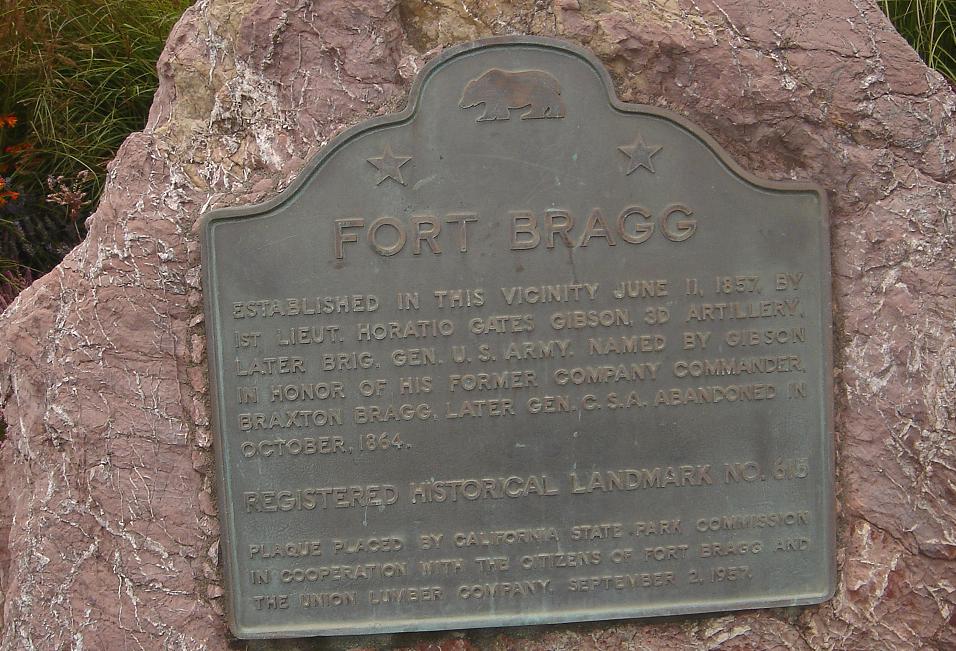 FORT BRAGG
ESTABLISHED IN THIS VICINITY JUNE 11, 1857, BY
1ST LIEUT. HORATIO GATES GIBSON, 3D ARTILLERY,
LATER BRIG. GEN. U. S. ARMY. NAMED BY GIBSON
IN HONOR OF HIS FORMER COMPANY COMMANDER,
BRAXTON BRAGG, LATER GEN. C. S. A. ABANDONED IN
OCTOBER, 1864.
REGISTERED HISTORICAL LANDMARK NO. 615
PLAQUE PLACED BY CALIFORNIA STATE PARK COMMISSION
IN COOPERATION WITH THE CITIZENS OF FORT BRAGG AND
THE UNION LUMBER COMPANY. SEPTEMBER 2, 1957.